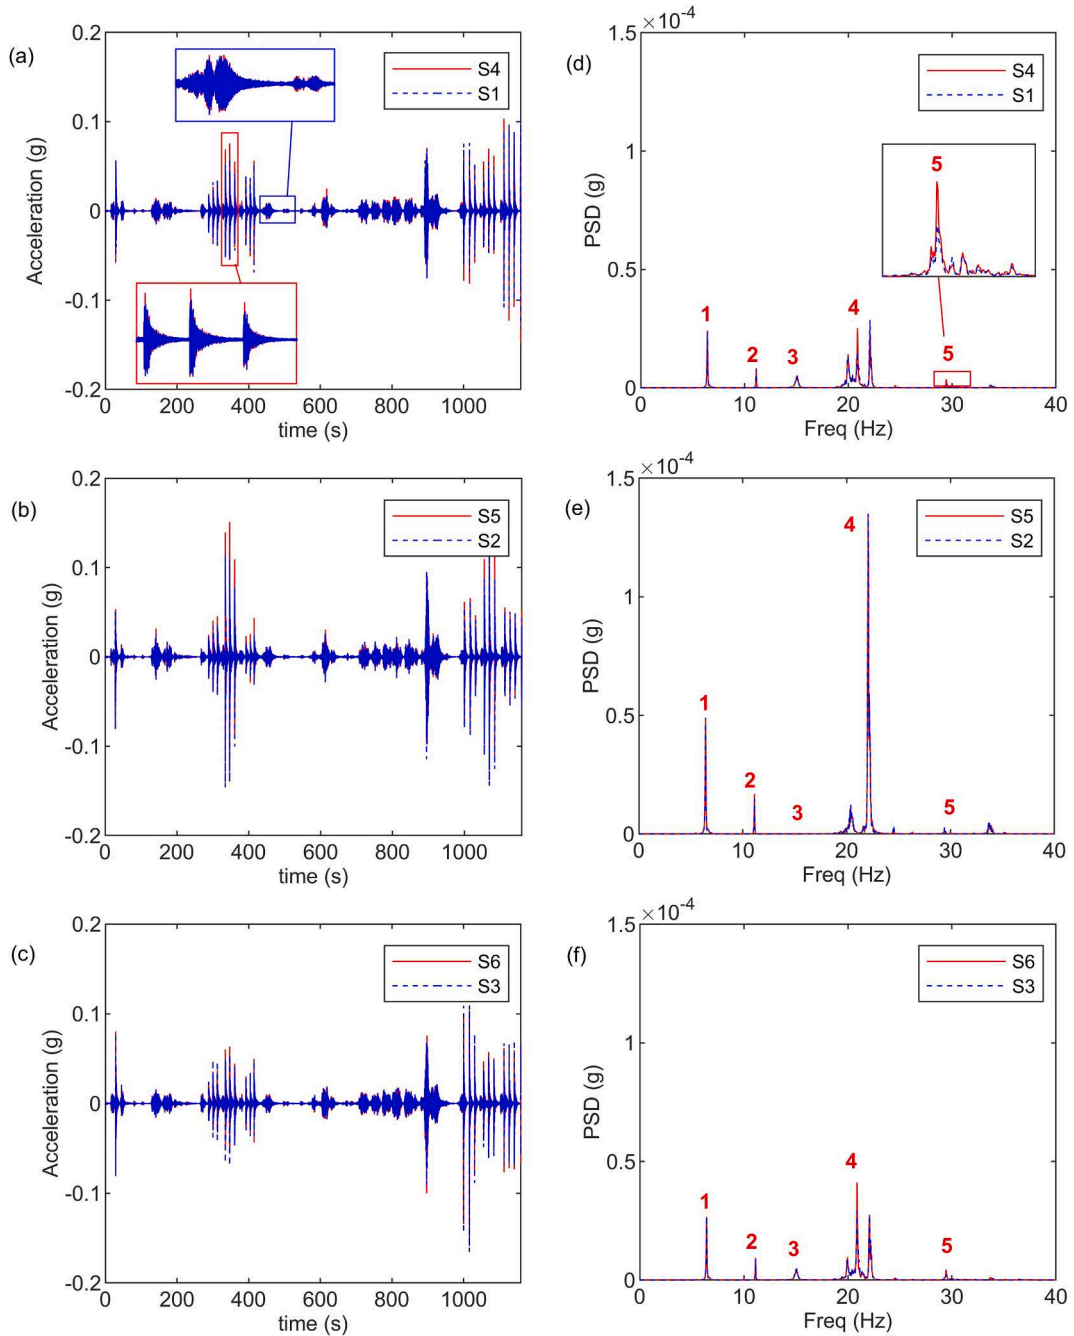 (a)
0.2
0.1
0
-0.1
-0.2
Acceleration (g)
S4
S1
0 200 400 600 800 1000
time (s)
(d)
×10⁻⁴
1.5
1
0.5
0
PSD (g)
S4
S1
5
1
2
3
4
5
0 10 20 30 40
Freq (Hz)
(b)
0.2
0.1
0
-0.1
-0.2
Acceleration (g)
S5
S2
0 200 400 600 800 1000
time (s)
(e)
×10⁻⁴
1.5
1
0.5
0
PSD (g)
S5
S2
1
2
3
4
5
0 10 20 30 40
Freq (Hz)
(c)
0.2
0.1
0
-0.1
-0.2
Acceleration (g)
S6
S3
0 200 400 600 800 1000
time (s)
(f)
×10⁻⁴
1.5
1
0.5
0
PSD (g)
S6
S3
1
2
3
4
5
0 10 20 30 40
Freq (Hz)